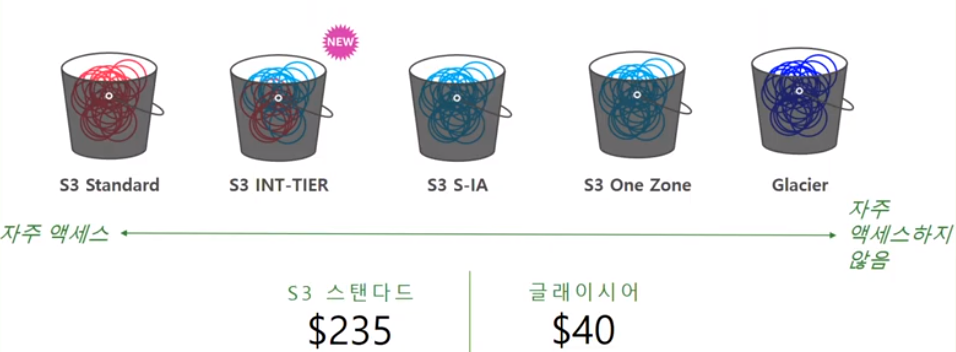 NEW
S3 Standard
S3 INT-TIER
S3 S-IA
S3 One Zone
Glacier
자주 액세스
자주
액세스하지
않음
S3 스탠다드
글래이시어
$235
$40